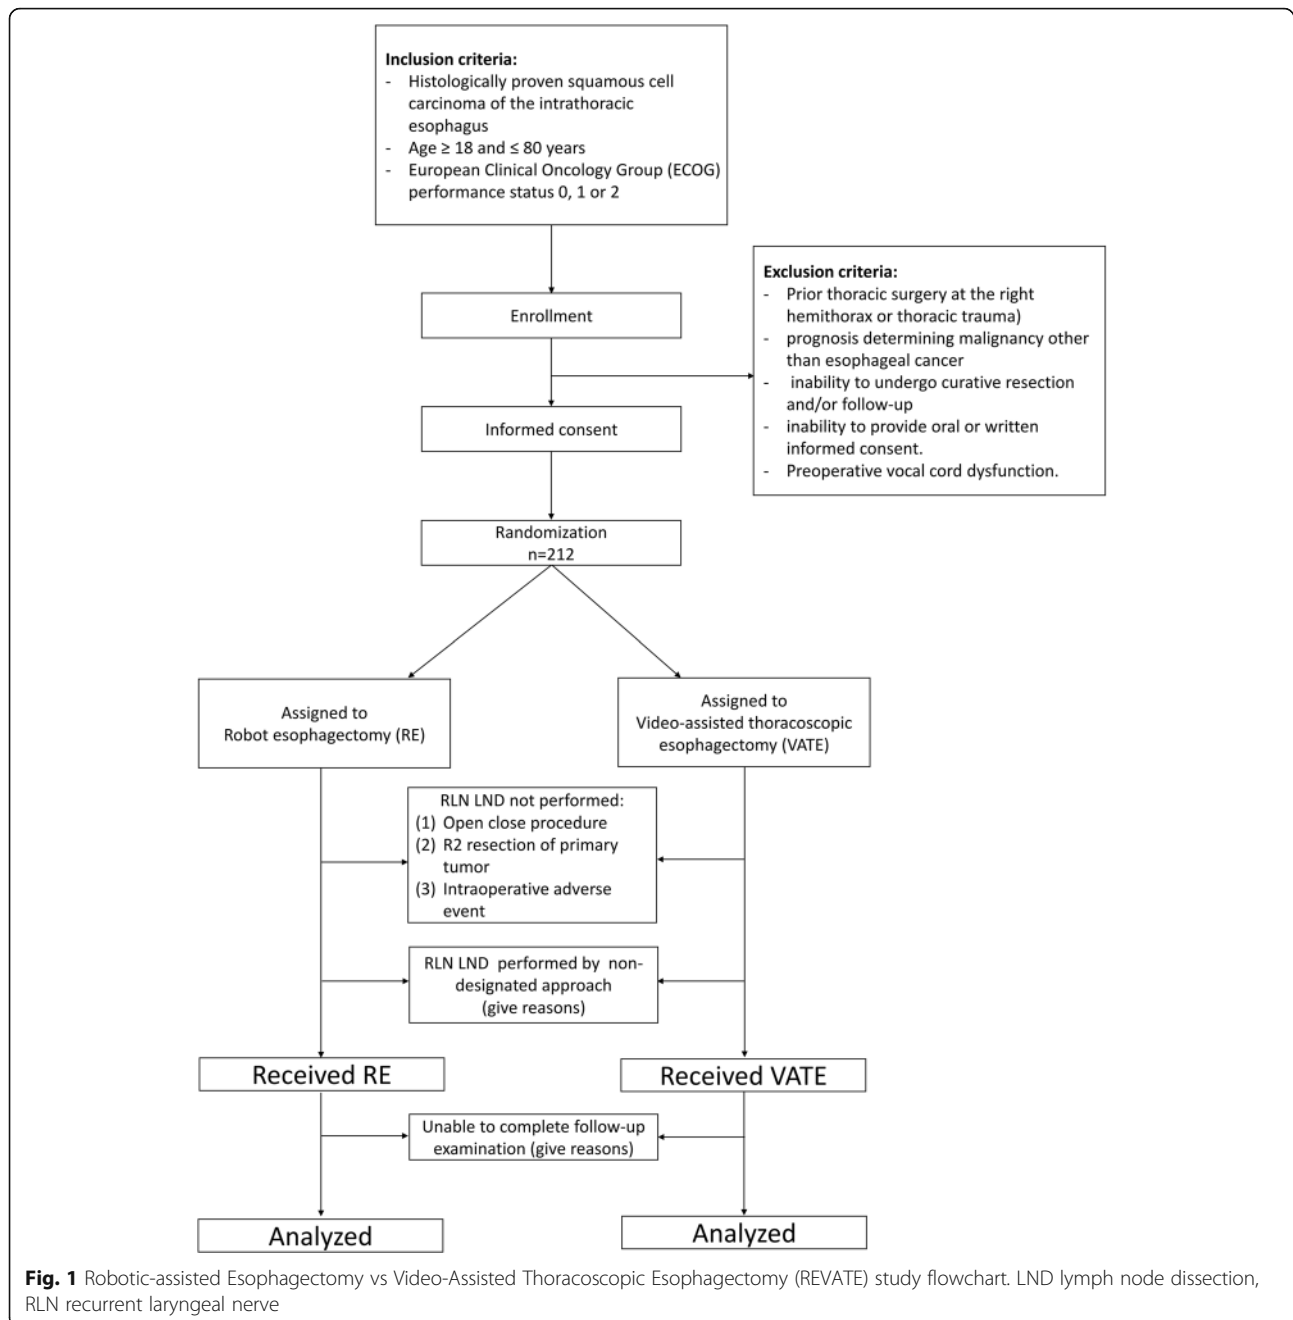 Inclusion criteria:
- Histologically proven squamous cell
carcinoma of the intrathoracic
esophagus
- Age ≥ 18 and ≤ 80 years
- European Clinical Oncology Group (ECOG)
performance status 0, 1 or 2
Enrollment
Exclusion criteria:
- Prior thoracic surgery at the right
hemithorax or thoracic trauma)
- prognosis determining malignancy other
than esophageal cancer
- inability to undergo curative resection
and/or follow-up
- inability to provide oral or written
informed consent.
- Preoperative vocal cord dysfunction.
Informed consent
Randomization
n=212
Assigned to
Robot esophagectomy (RE)
Assigned to
Video-assisted thoracoscopic
esophagectomy (VATE)
RLN LND not performed:
(1) Open close procedure
(2) R2 resection of primary
tumor
(3) Intraoperative adverse
event
RLN LND performed by non-
designated approach
(give reasons)
Received RE
Received VATE
Unable to complete follow-up
examination (give reasons)
Analyzed
Analyzed
Fig. 1 Robotic-assisted Esophagectomy vs Video-Assisted Thoracoscopic Esophagectomy (REVATE) study flowchart. LND lymph node dissection,
RLN recurrent laryngeal nerve